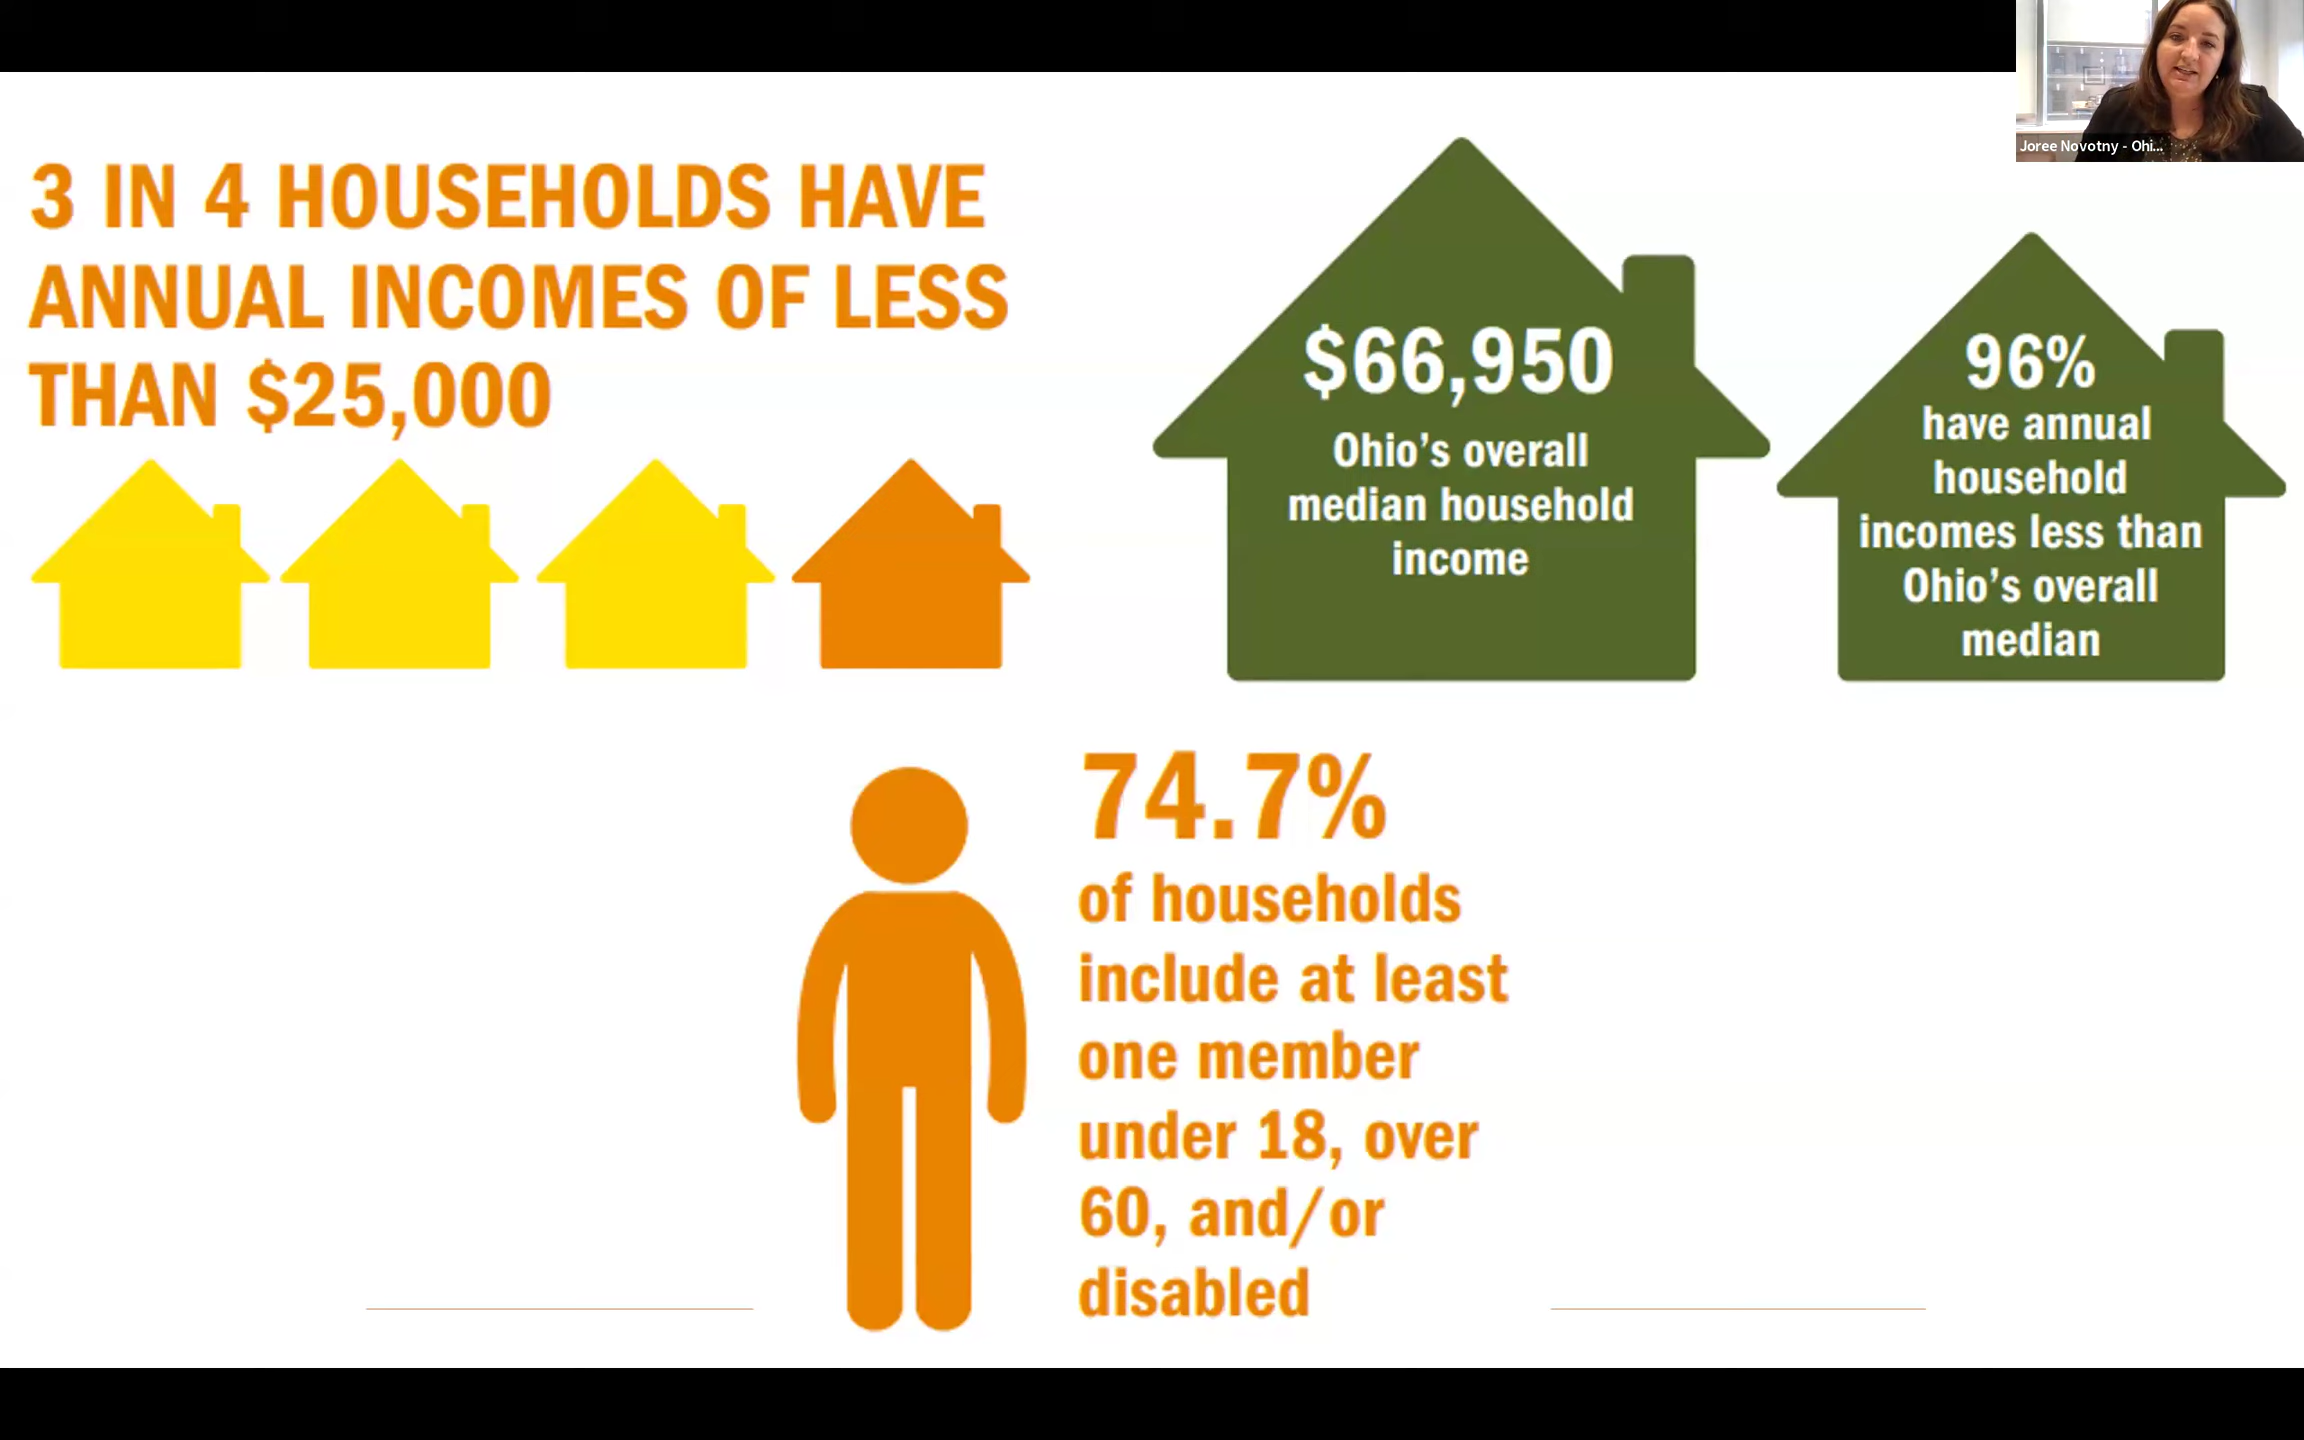 Joree Novotny - Ohi...
3 IN 4 HOUSEHOLDS HAVE
ANNUAL INCOMES OF LESS
THAN $25,000
$66,950
Ohio's overall
median household
income
96%
have annual
household
incomes less than
Ohio's overall
median
74.7%
of households
include at least
one member
under 18, over
60, and/or
disabled